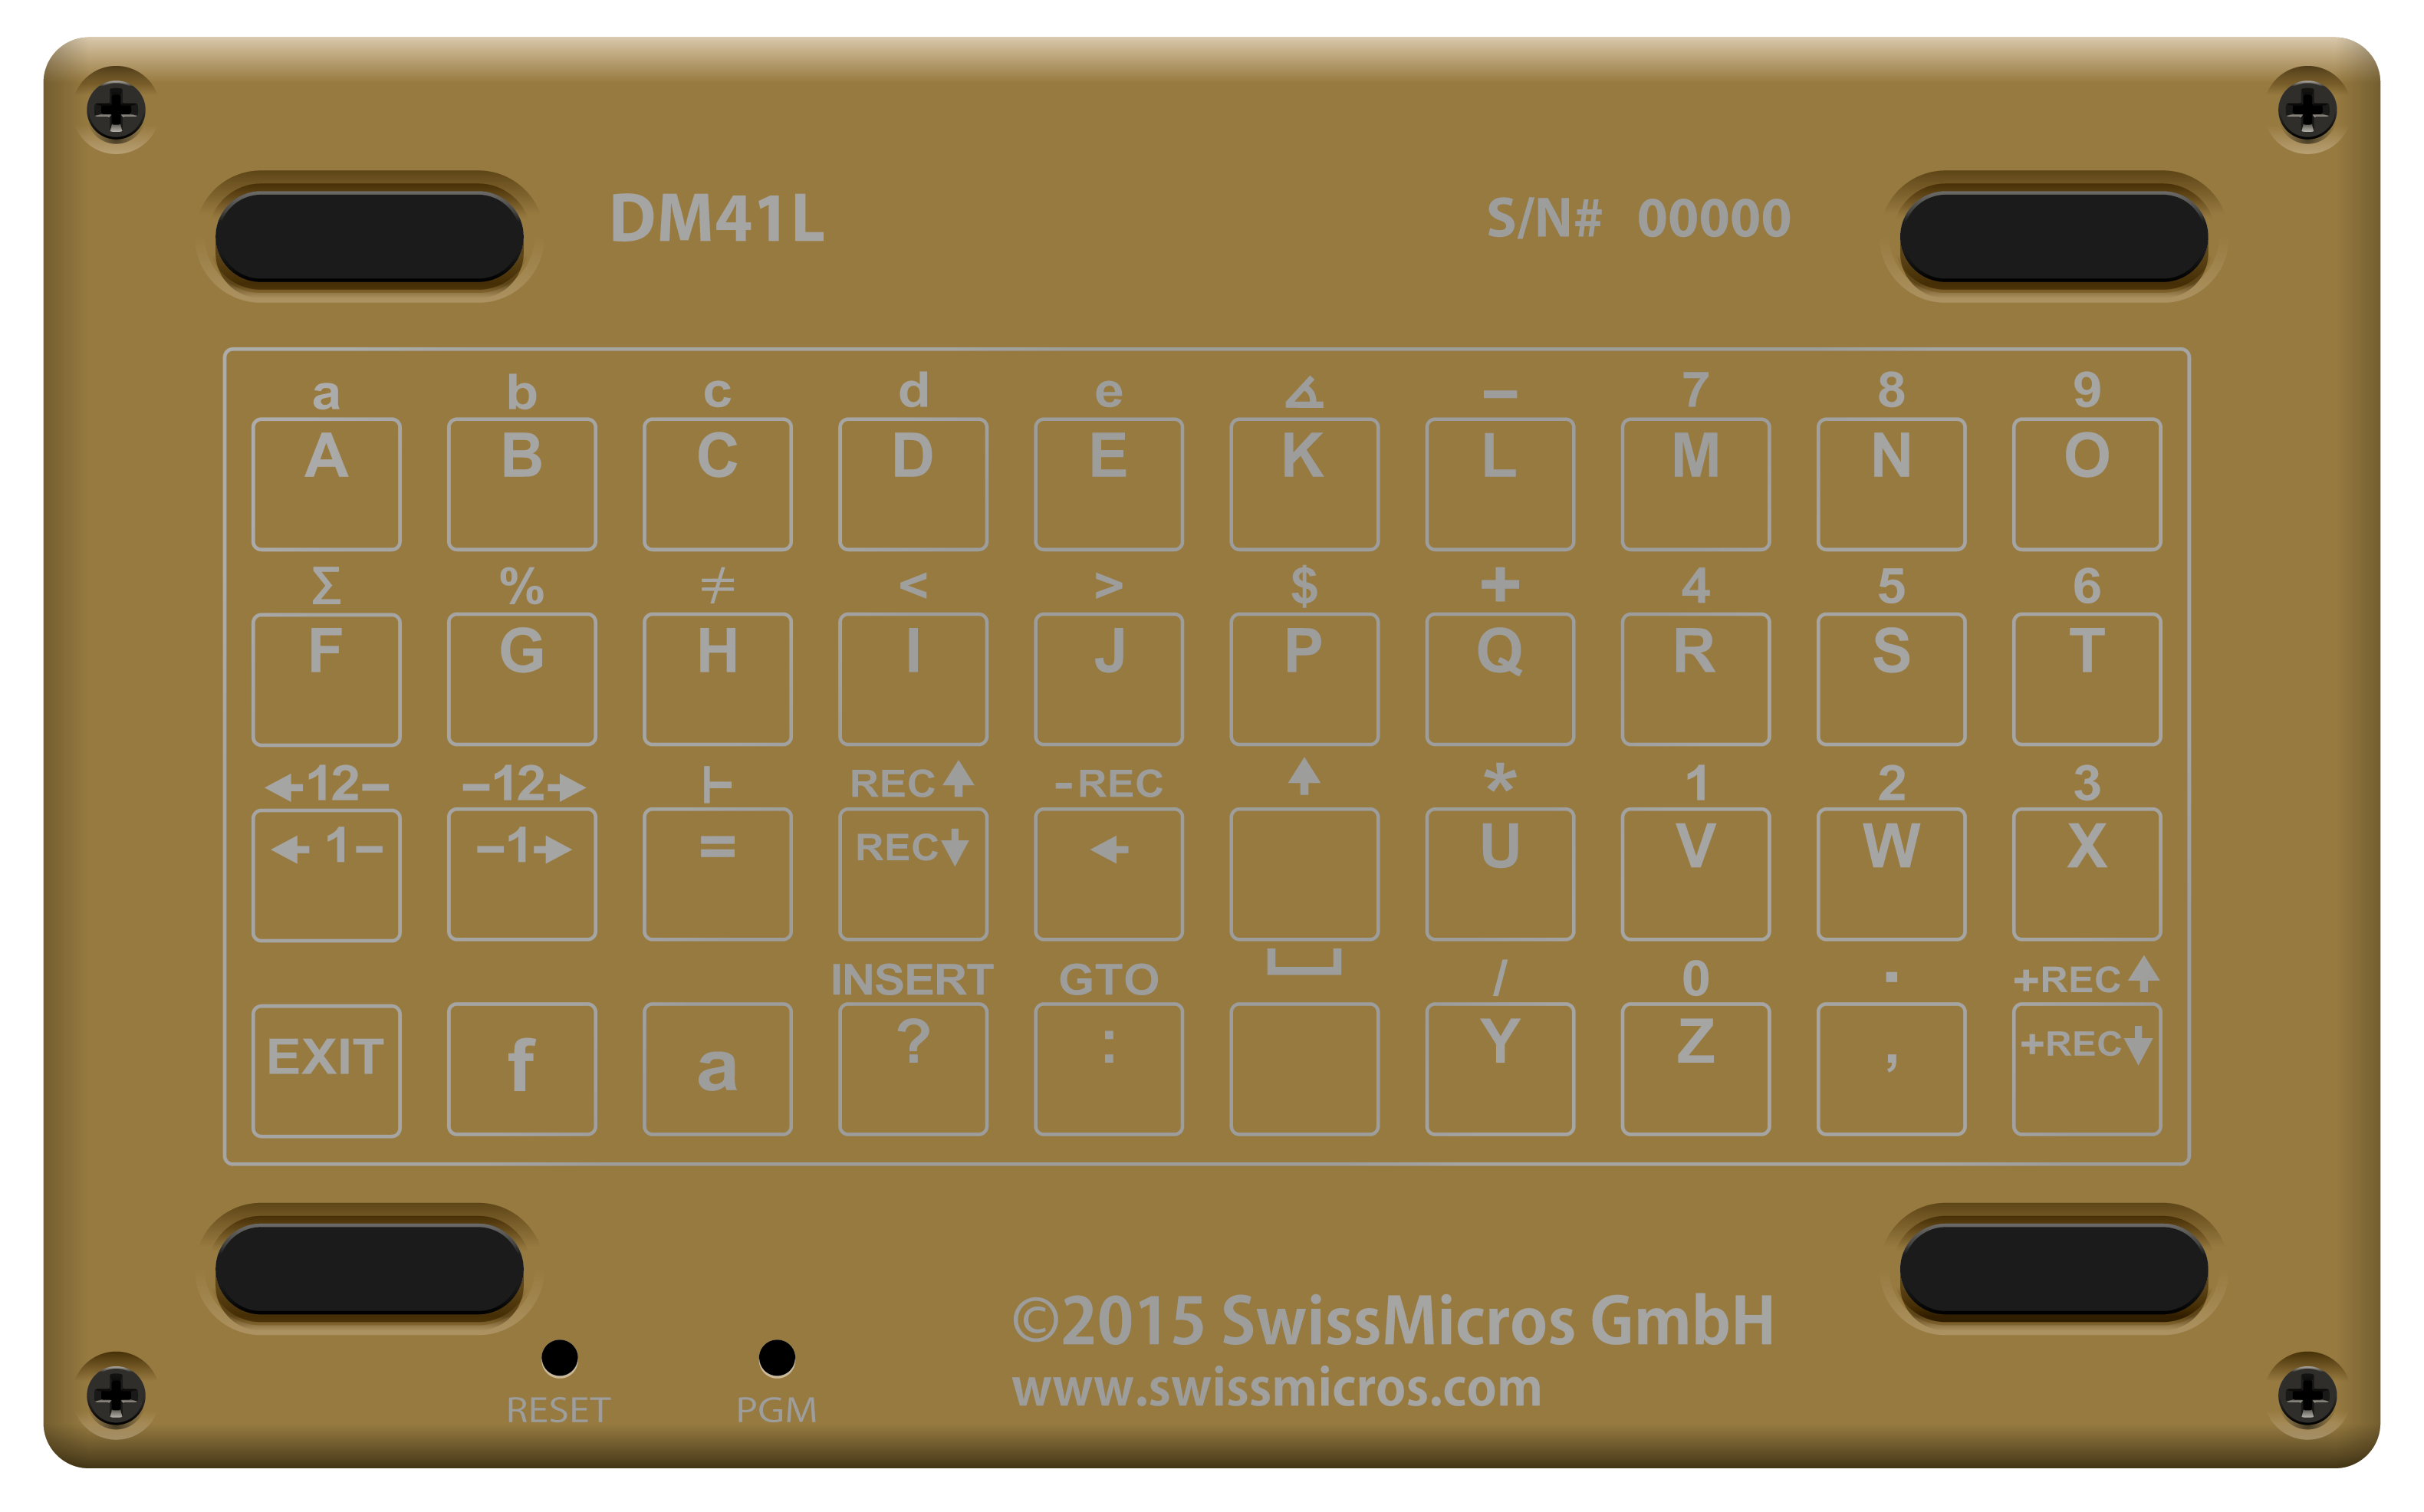 DM41L S/N# 00000
a b c d e ∡ − 7 8 9
A B C D E K L M N O
Σ % ≠ < > $ + 4 5 6
F G H I J P Q R S T
←12− −12→ ⊦ REC↑ -REC ↑ * 1 2 3
← 1− −1→ = REC↓ ← U V W X
INSERT GTO ⎵ / 0 · +REC↑
EXIT f a ? : Y Z , +REC↓
©2015 SwissMicros GmbH
www.swissmicros.com
RESET PGM